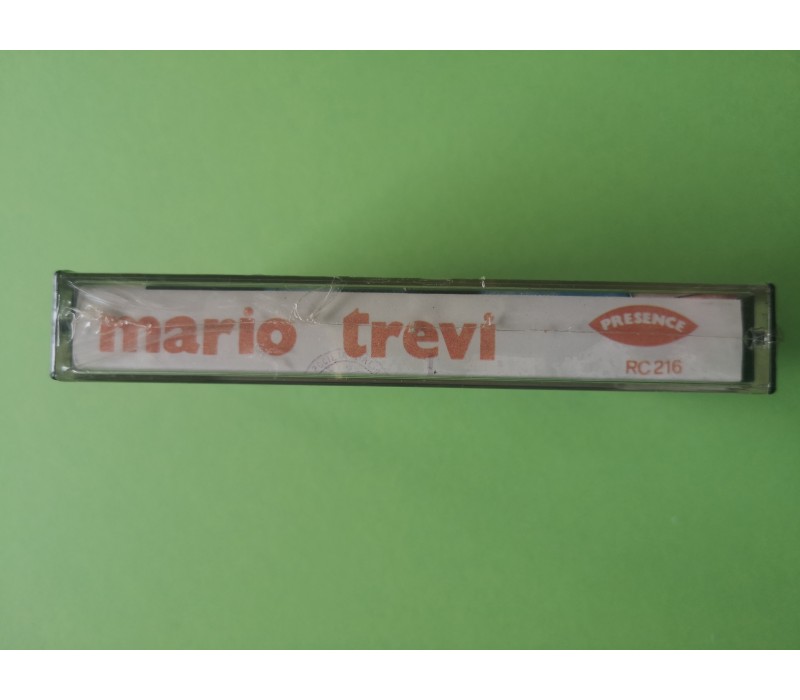 mario trevi
PRESENCE
RC 216